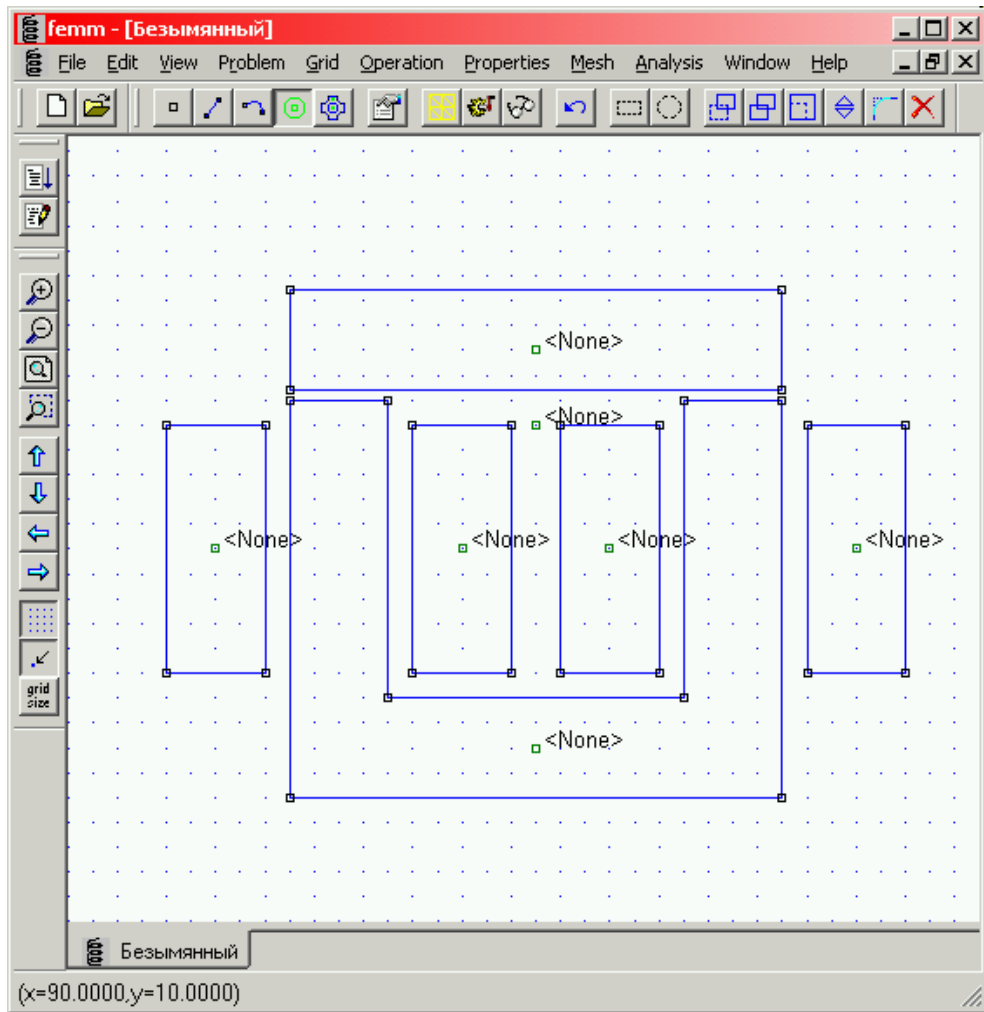 femm - [Безымянный]
File Edit View Problem Grid Operation Properties Mesh Analysis Window Help
<None>
<None>
<None> <None> <None> <None>
grid
size
<None>
Безымянный
(x=90.0000,y=10.0000)